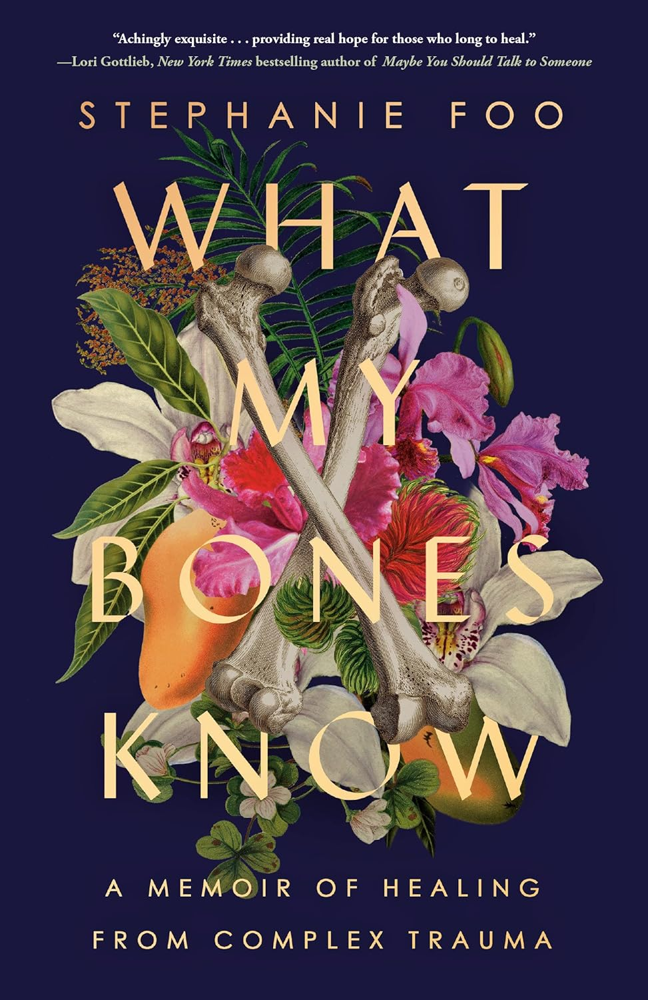 “Achingly exquisite . . . providing real hope for those who long to heal.”
—Lori Gottlieb, New York Times bestselling author of Maybe You Should Talk to Someone
STEPHANIE FOO
WHAT
MY
BONES
KNOW
A MEMOIR OF HEALING
FROM COMPLEX TRAUMA